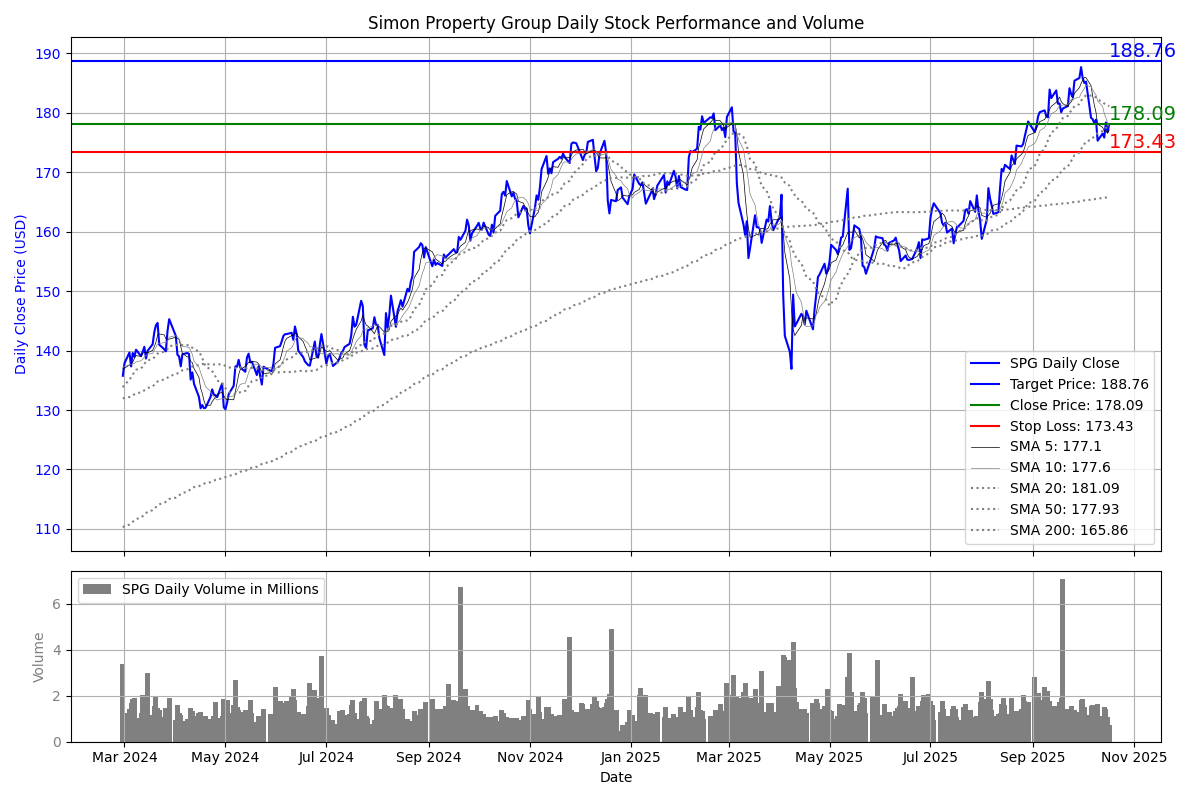 Simon Property Group Daily Stock Performance and Volume
Daily Close Price (USD)
190
180
170
160
150
140
130
120
110
188.76
178.09
173.43
SPG Daily Close
Target Price: 188.76
Close Price: 178.09
Stop Loss: 173.43
SMA 5: 177.1
SMA 10: 177.6
SMA 20: 181.09
SMA 50: 177.93
SMA 200: 165.86
Volume
6
4
2
0
SPG Daily Volume in Millions
Mar 2024 May 2024 Jul 2024 Sep 2024 Nov 2024 Jan 2025 Mar 2025 May 2025 Jul 2025 Sep 2025 Nov 2025
Date